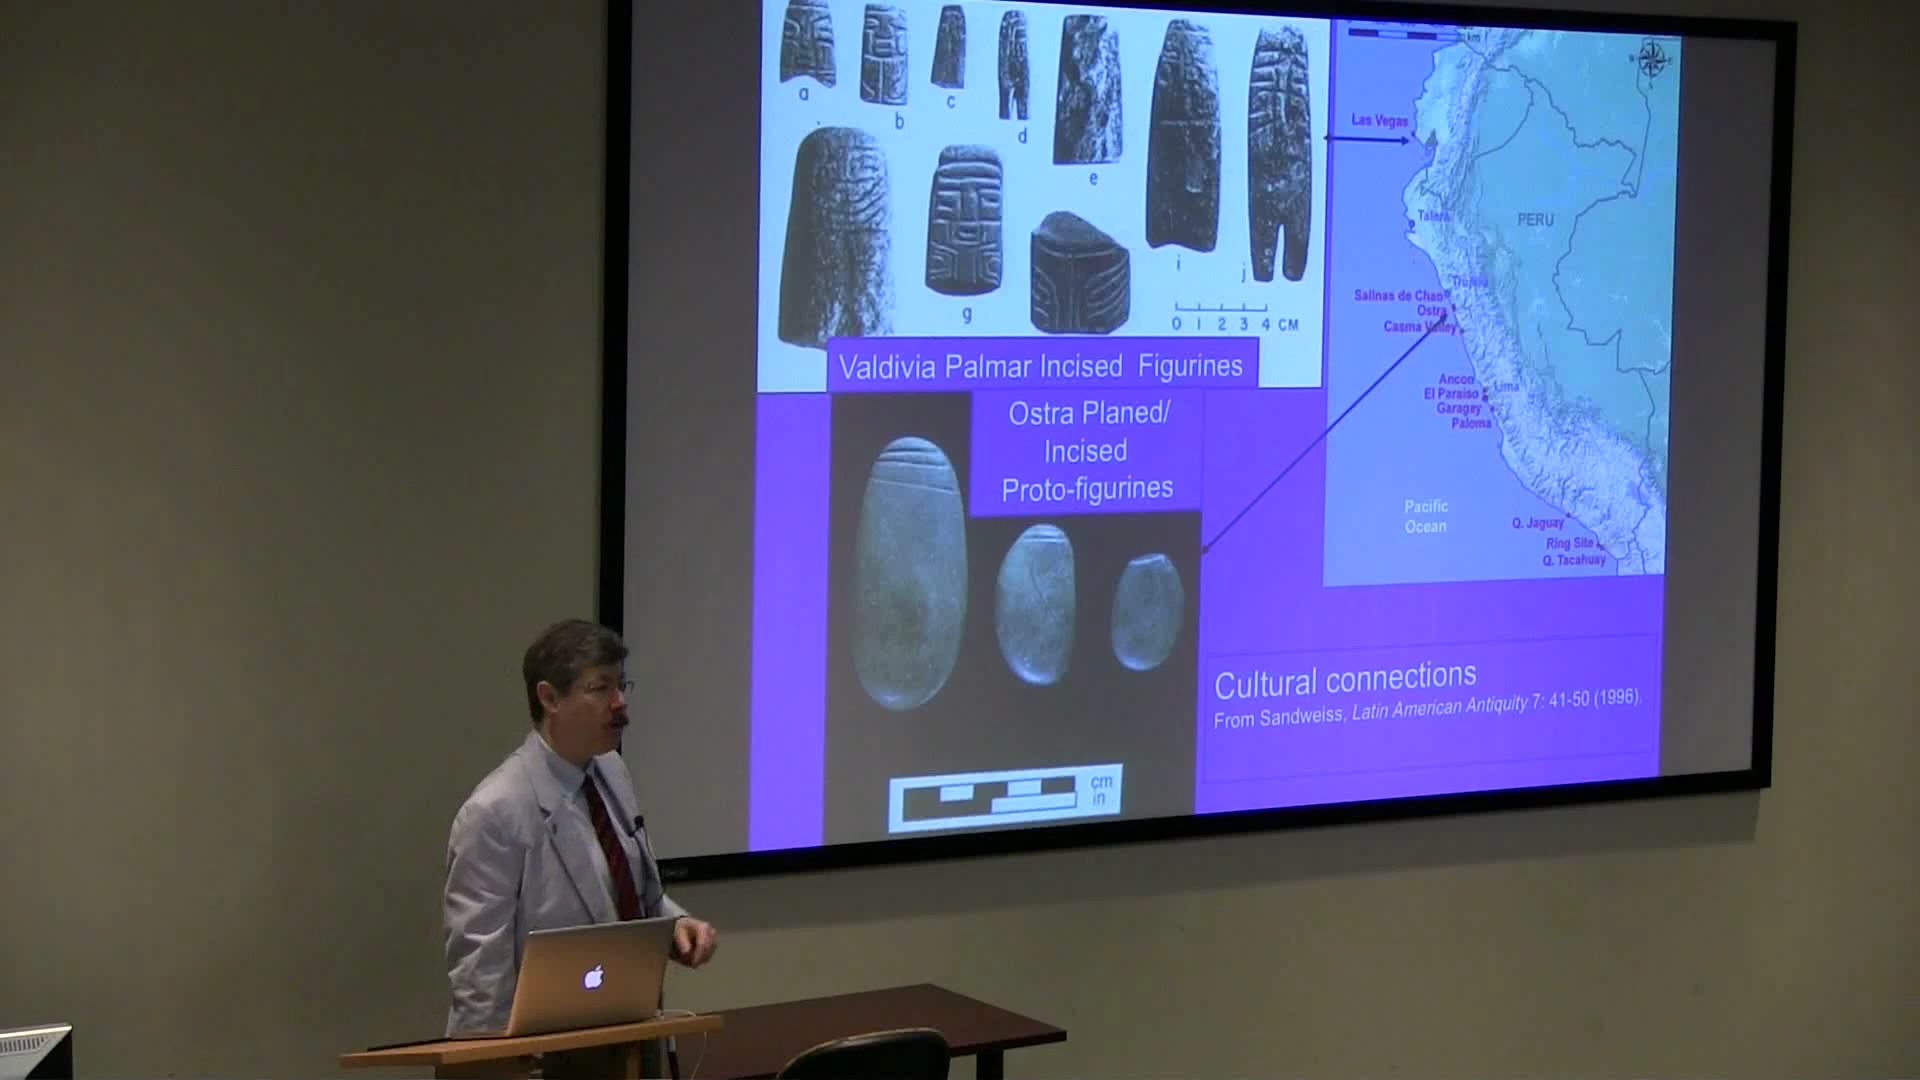 a
b
c
d
e
g
i
j
0 1 2 3 4 CM
Valdivia Palmar Incised Figurines
Ostra Planed/
Incised
Proto-figurines
cm
in
km
Las Vegas
Talara
PERU
Trujillo
Salinas de Chao
Ostra
Casma Valley
Ancon
Lima
El Paraiso
Garagay
Paloma
Pacific
Ocean
Q. Jaguay
Ring Site
Q. Tacahuay
Cultural connections
From Sandweiss, Latin American Antiquity 7: 41-50 (1996).